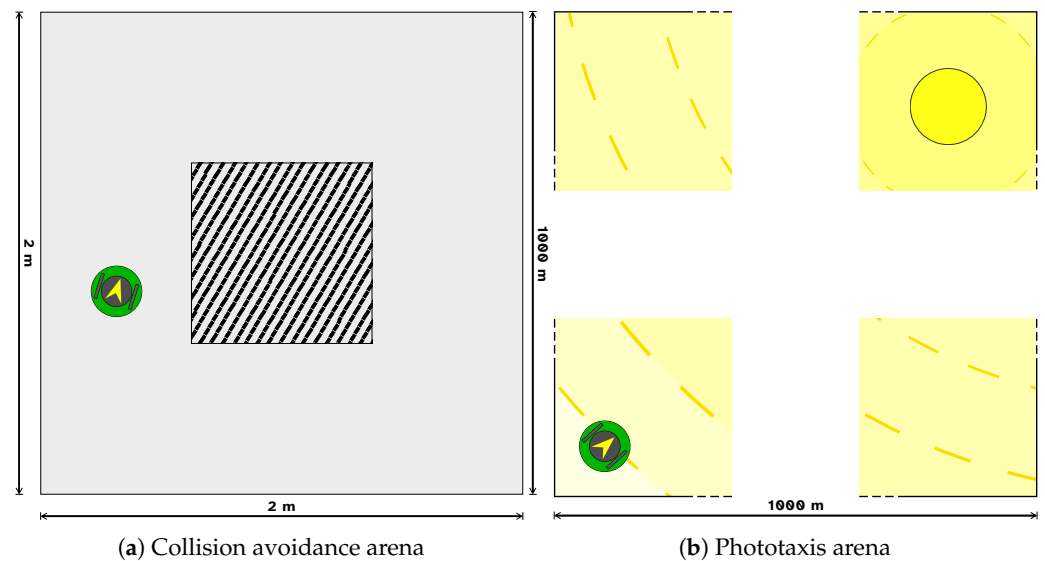 2 m
2 m
1000 m
1000 m
(a) Collision avoidance arena
(b) Phototaxis arena